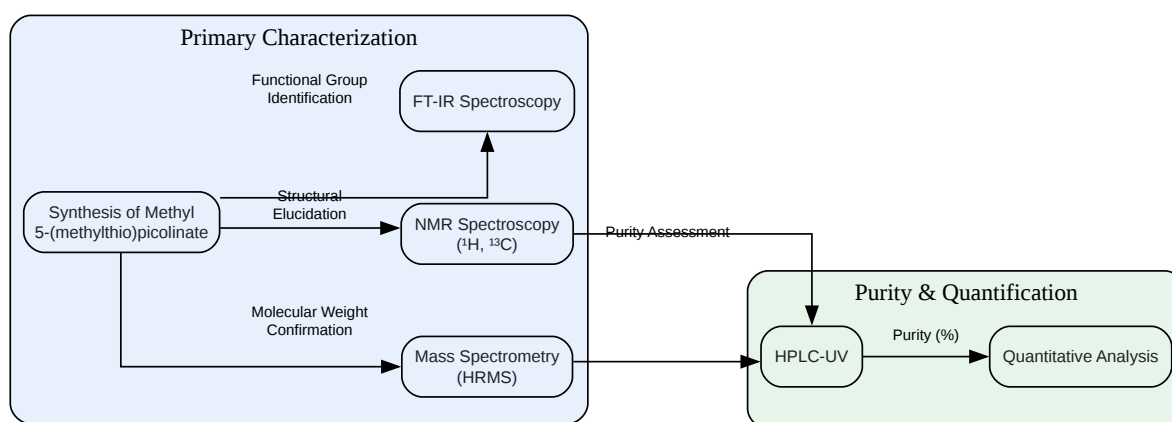 Primary Characterization
Functional Group
Identification
FT-IR Spectroscopy
Structural
Elucidation
Synthesis of Methyl
5-(methylthio)picolinate
NMR Spectroscopy
(¹H, ¹³C)
Purity Assessment
Purity & Quantification
Molecular Weight
Confirmation
Mass Spectrometry
(HRMS)
HPLC-UV
Purity (%)
Quantitative Analysis